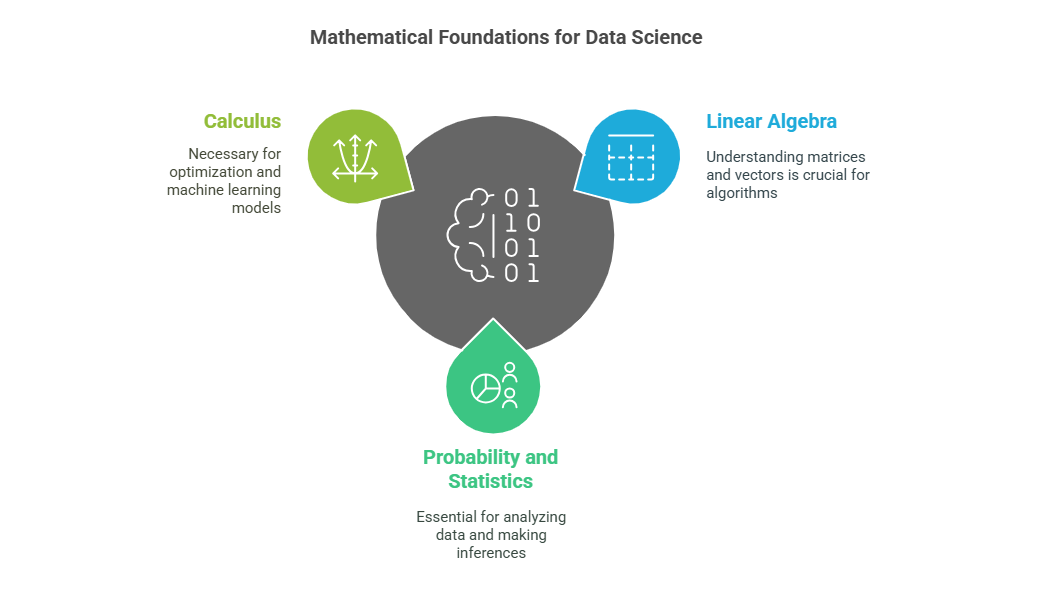 Mathematical Foundations for Data Science
Calculus
Necessary for
optimization and
machine learning
models
Linear Algebra
Understanding matrices
and vectors is crucial for
algorithms
01
10
01
01
Probability and
Statistics
Essential for analyzing
data and making
inferences